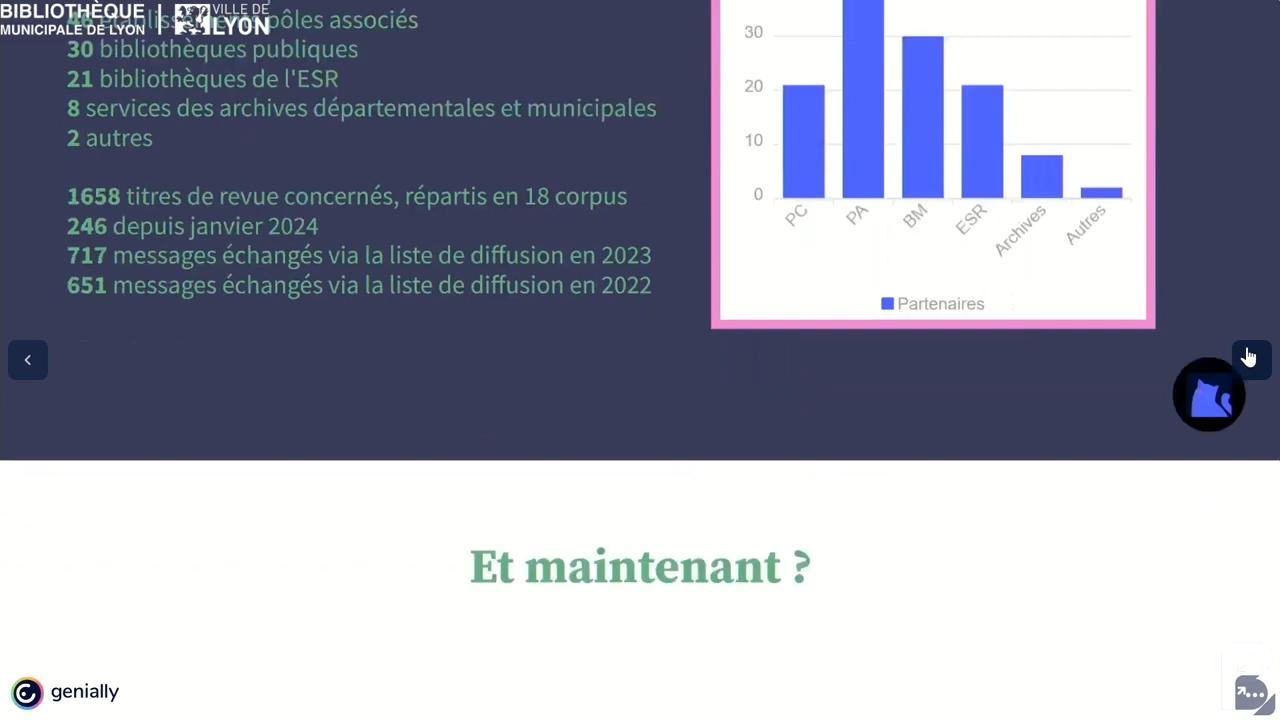 BIBLIOTHÈQUE
MUNICIPALE DE LYON
VILLE DE
LYON
46 établissements pôles associés
30 bibliothèques publiques
21 bibliothèques de l'ESR
8 services des archives départementales et municipales
2 autres
1658 titres de revue concernés, répartis en 18 corpus
246 depuis janvier 2024
717 messages échangés via la liste de diffusion en 2023
651 messages échangés via la liste de diffusion en 2022
30
20
10
0
PC
PA
BM
ESR
Archives
Autres
Partenaires
Et maintenant ?
genially